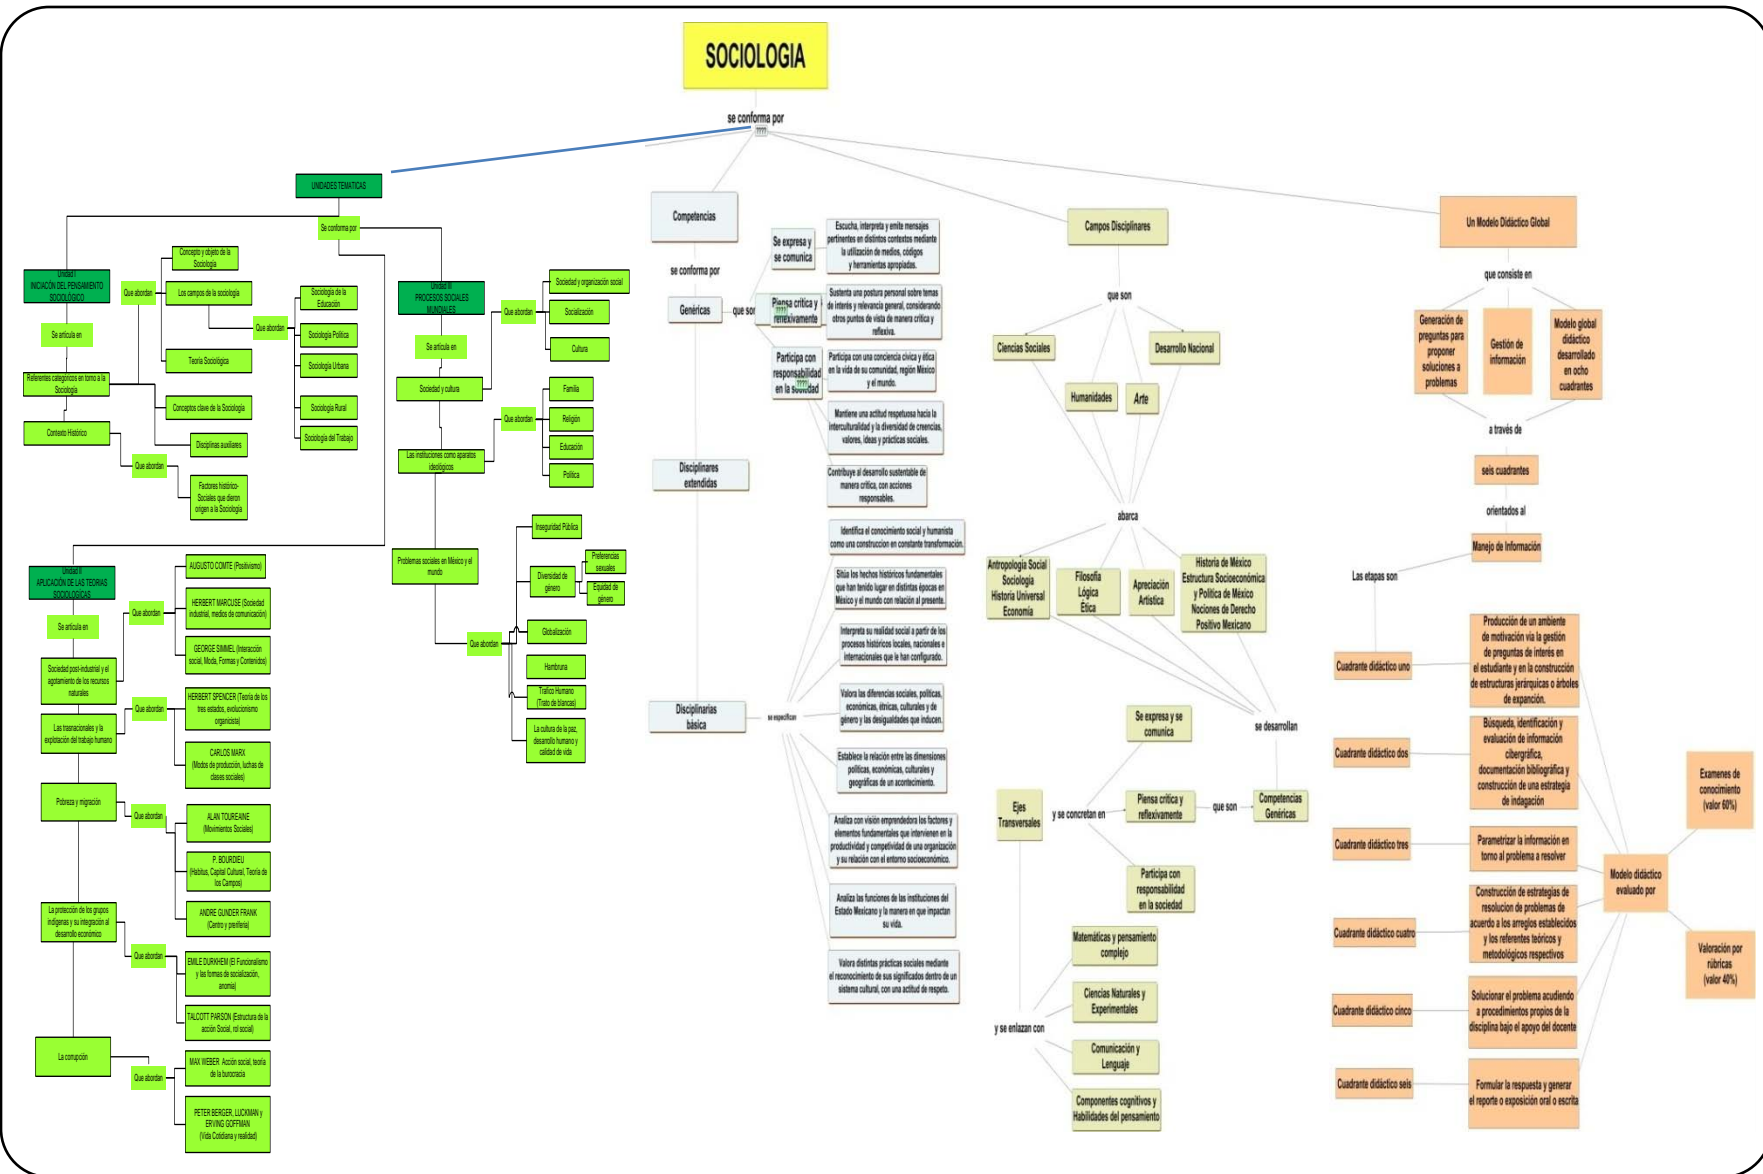 SOCIOLOGIA
se conforma por
????
UNIDADES TEMATICAS
Se conforma por
Unidad I
INICIACÓN DEL PENSAMIENTO
SOCIOLÓGICO
Se articula en
Referentes categóricos en torno a la
Sociología
Contexto Histórico
Que abordan
Concepto y objeto de la
Sociología
Los campos de la sociología
Teoría Sociológica
Conceptos clave de la Sociología
Disciplinas auxiliares
Que abordan
Factores histórico-
Sociales que dieron
origen a la Sociología
Que abordan
Sociología de la
Educación
Sociología Política
Sociología Urbana
Sociología Rural
Sociología del Trabajo
Unidad III
PROCESOS SOCIALES
MUNDIALES
Se articula en
Sociedad y cultura
Que abordan
Sociedad y organización social
Socialización
Cultura
Las instituciones como aparatos
ideológicos
Que abordan
Familia
Religión
Educación
Política
Problemas sociales en México y el
mundo
Que abordan
Inseguridad Pública
Diversidad de
género
Preferencias
sexuales
Equidad de
género
Globalización
Hambruna
Tráfico Humano
(Trato de blancas)
La cultura de la paz,
desarrollo humano y
calidad de vida
Unidad II
APLICACIÓN DE LAS TEORIAS
SOCIOLOGICAS
Se articula en
Sociedad post-industrial y el
agotamiento de los recursos
naturales
Que abordan
AUGUSTO COMTE (Positivismo)
HERBERT MARCUSE (Sociedad
industrial, medios de comunicación)
GEORGE SIMMEL (Interacción
social, Moda, Formas y Contenidos)
Las trasnacionales y la
explotación del trabajo humano
Que abordan
HERBERT SPENCER (Teoría de los
tres estados, evolucionismo
organicista)
CARLOS MARX
(Modos de producción, luchas de
clases sociales)
Pobreza y migración
Que abordan
ALAN TOUREAINE
(Movimientos Sociales)
P. BOURDIEU
(Habitus, Capital Cultural, Teoría de
los Campos)
ANDRE GUNDER FRANK
(Centro y preriferia)
La protección de los grupos
indígenas y su integración al
desarrollo económico
Que abordan
EMILE DURKHEM (El Funcionalismo
y las formas de socialización,
anomia)
TALCOTT PARSON (Estructura de la
acción Social, rol social)
La corrupción
Que abordan
MAX WEBER Acción social, teoría
de la burocracia
PETER BERGER, LUCKMAN y
ERVING GOFFMAN
(Vida Cotidiana y realidad)
Competencias
se conforma por
Genéricas
que son
Se expresa y
se comunica
Escucha, interpreta y emite mensajes
pertinentes en distintos contextos mediante
la utilización de medios, códigos
y herramientas apropiadas.
Piensa crítica y
????
reflexivamente
Sustenta una postura personal sobre temas
de interés y relevancia general, considerando
otros puntos de vista de manera crítica y
reflexiva.
Participa con
responsabilidad
en la sociedad
????
Participa con una conciencia cívica y ética
en la vida de su comunidad, región México
y el mundo.
Mantiene una actitud respetuosa hacia la
interculturalidad y la diversidad de creencias,
valores, ideas y prácticas sociales.
Contribuye al desarrollo sustentable de
manera crítica, con acciones
responsables.
Disciplinares
extendidas
Disciplinarias
básica
se especifican
Identifica el conocimiento social y humanista
como una construccion en constante transformación.
Sitúa los hechos históricos fundamentales
que han tenido lugar en distintas épocas en
México y el mundo con relación al presente.
Interpreta su realidad social a partir de los
procesos históricos locales, nacionales e
internacionales que le han configurado.
Valora las diferencias sociales, políticas,
económicas, étnicas, culturales y de
género y las desigualdades que inducen.
Establece la relación entre las dimensiones
políticas, económicas, culturales y
geográficas de un acontecimiento.
Analiza con visión emprendedora los factores y
elementos fundamentales que intervienen en la
productividad y competividad de una organización
y su relación con el entorno socioeconómico.
Analiza las funciones de las instituciones del
Estado Mexicano y la manera en que impactan
su vida.
Valora distintas prácticas sociales mediante
el reconocimiento de sus significados dentro de un
sistema cultural, con una actitud de respeto.
Campos Disciplinares
que son
Ciencias Sociales
Humanidades
Arte
Desarrollo Nacional
abarca
Antropología Social
Sociología
Historia Universal
Economía
Filosofía
Lógica
Ética
Apreciación
Artística
Historia de México
Estructura Socioeconómica
y Política de México
Nociones de Derecho
Positivo Mexicano
se desarrollan
Competencias
Genéricas
que son
Ejes
Transversales
y se concretan en
Se expresa y se
comunica
Piensa crítica y
reflexivamente
Participa con
responsabilidad
en la sociedad
y se enlazan con
Matemáticas y pensamiento
complejo
Ciencias Naturales y
Experimentales
Comunicación y
Lenguaje
Componentes cognitivos y
Habilidades del pensamiento
Un Modelo Didáctico Global
que consiste en
Generación de
preguntas para
proponer
soluciones a
problemas
Gestión de
información
Modelo global
didáctico
desarrollado
en ocho
cuadrantes
a través de
seis cuadrantes
orientados al
Manejo de Información
Las etapas son
Cuadrante didáctico uno
Producción de un ambiente
de motivación vía la gestión
de preguntas de interés en
el estudiante y en la construcción
de estructuras jerárquicas o árboles
de expanción.
Cuadrante didáctico dos
Búsqueda, identificación y
evaluación de información
cibergráfica,
documentación bibliográfica y
construcción de una estrategia
de indagación
Cuadrante didáctico tres
Parametrizar la información en
torno al problema a resolver
Cuadrante didáctico cuatro
Construcción de estrategias de
resolucion de problemas de
acuerdo a los arreglos establecidos
y los referentes teóricos y
metodológicos respectivos
Cuadrante didáctico cinco
Solucionar el problema acudiendo
a procedimientos propios de la
disciplina bajo el apoyo del docente
Cuadrante didáctico seis
Formular la respuesta y generar
el reporte o exposición oral o escrita
Modelo didáctico
evaluado por
Examenes de
conocimiento
(valor 60%)
Valoración por
rúbricas
(valor 40%)